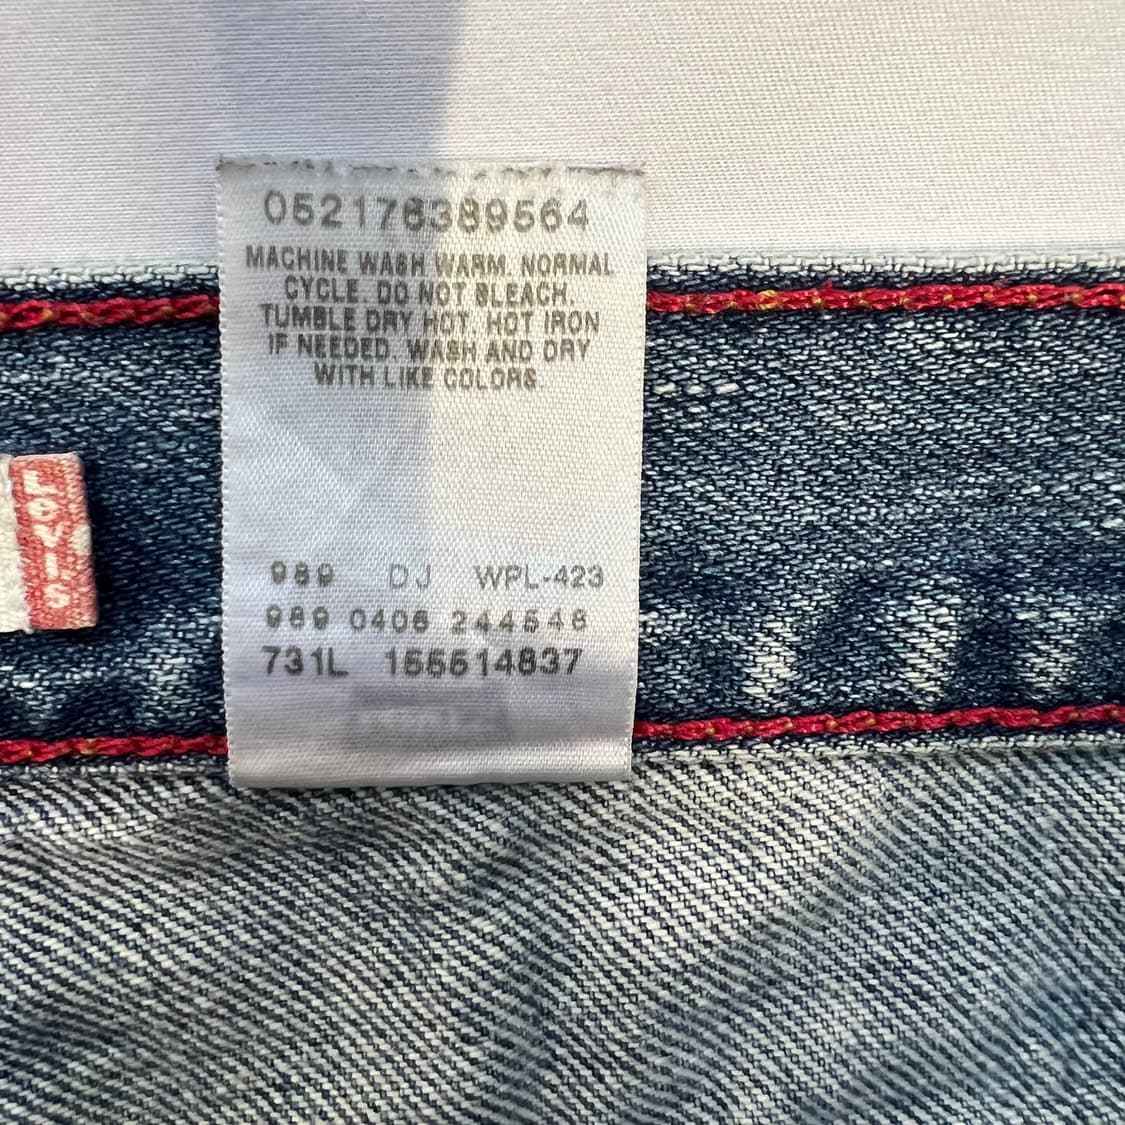 052176389564
MACHINE WASH WARM. NORMAL
CYCLE. DO NOT BLEACH.
TUMBLE DRY HOT. HOT IRON
IF NEEDED. WASH AND DRY
WITH LIKE COLORS
LEVI'S
989 DJ WPL-423
989 0406 244546
731L 155514837